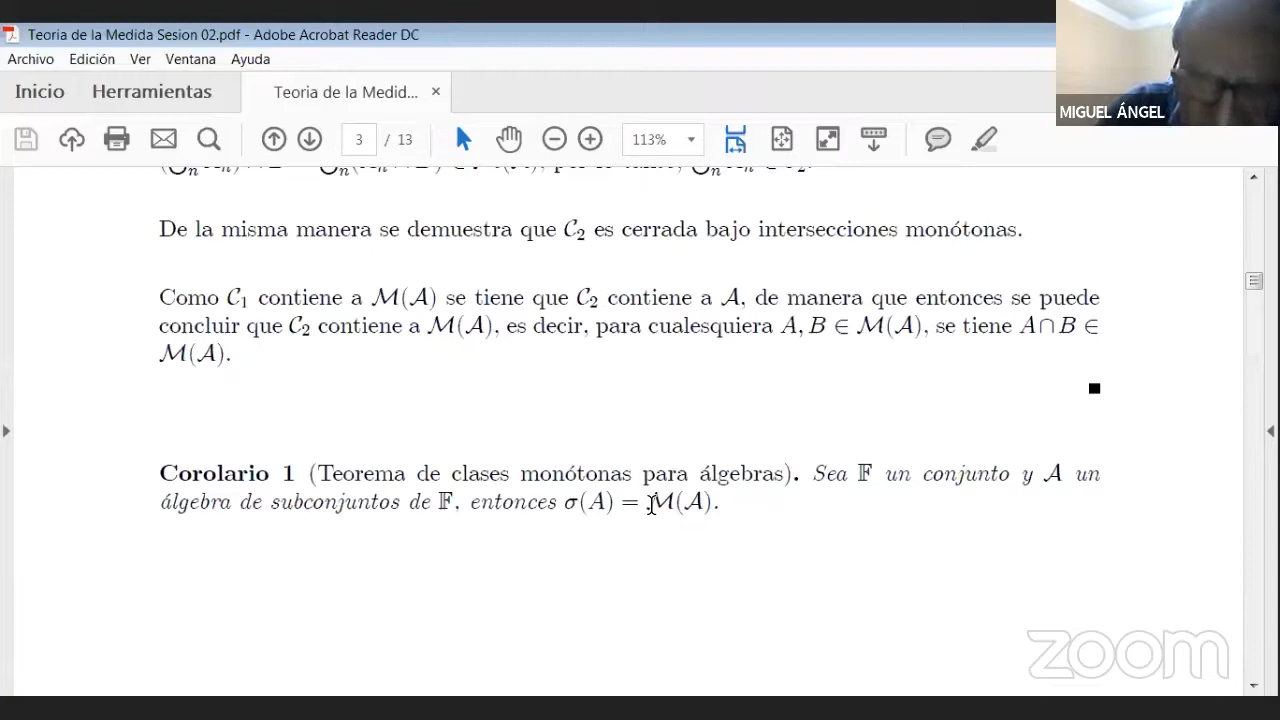 Teoria de la Medida Sesion 02.pdf - Adobe Acrobat Reader DC
Archivo Edición Ver Ventana Ayuda
Inicio Herramientas Teoria de la Medid... ×
3 / 13 113%
MIGUEL ÁNGEL
De la misma manera se demuestra que 𝒞₂ es cerrada bajo intersecciones monótonas.
Como 𝒞₁ contiene a ℳ(𝒜) se tiene que 𝒞₂ contiene a 𝒜, de manera que entonces se puede
concluir que 𝒞₂ contiene a ℳ(𝒜), es decir, para cualesquiera A, B ∈ ℳ(𝒜), se tiene A ∩ B ∈
ℳ(𝒜).
■
Corolario 1 (Teorema de clases monótonas para álgebras). Sea 𝔽 un conjunto y 𝒜 un
álgebra de subconjuntos de 𝔽, entonces σ(A) = ℳ(𝒜).
zoom